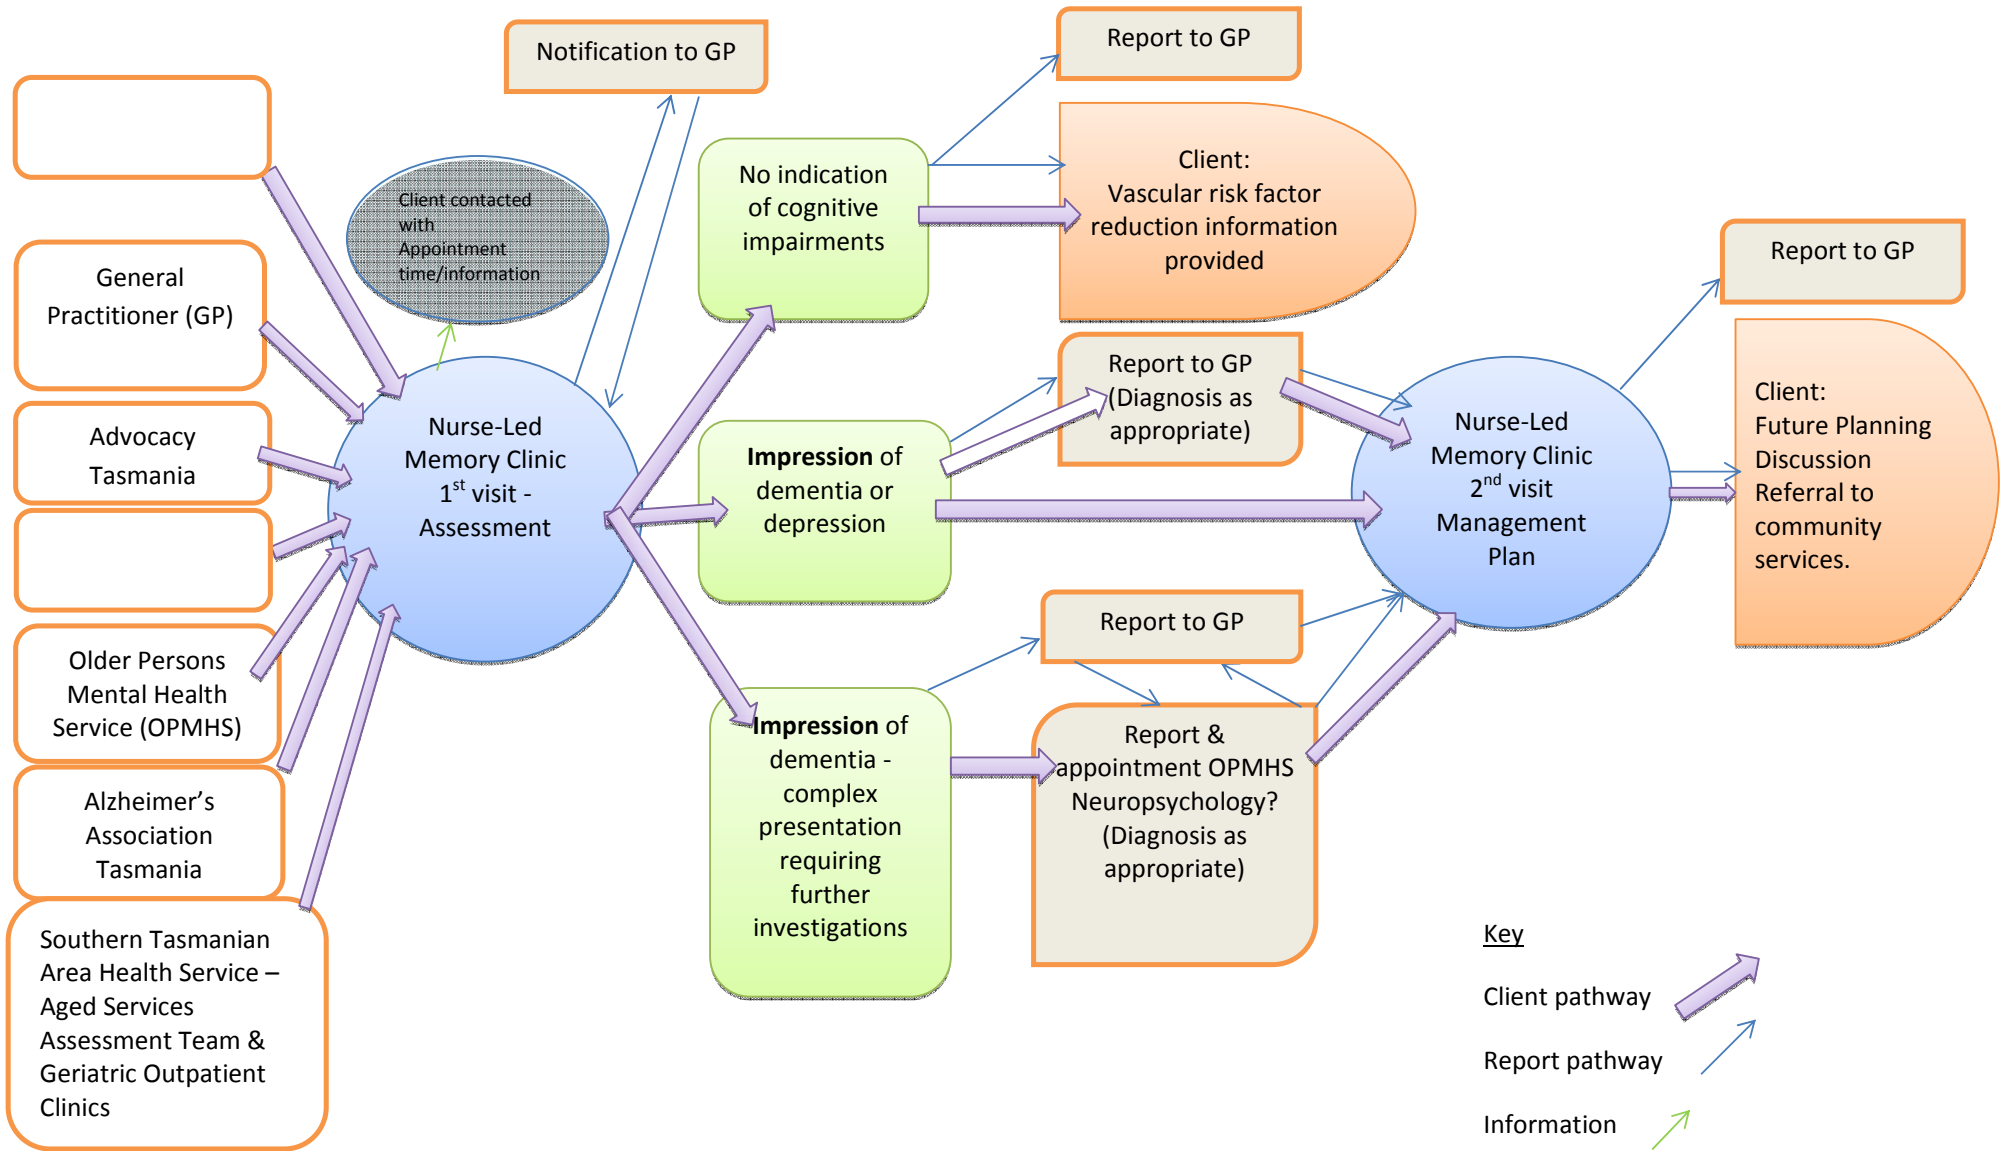 Notification to GP
Report to GP
Client contacted
with
Appointment
time/information
No indication
of cognitive
impairments
Client:
Vascular risk factor
reduction information
provided
General
Practitioner (GP)
Report to GP
Advocacy
Tasmania
Nurse-Led
Memory Clinic
1st visit -
Assessment
Impression of
dementia or
depression
Report to GP
(Diagnosis as
appropriate)
Nurse-Led
Memory Clinic
2nd visit
Management
Plan
Client:
Future Planning
Discussion
Referral to
community
services.
Older Persons
Mental Health
Service (OPMHS)
Report to GP
Alzheimer’s
Association
Tasmania
Impression of
dementia -
complex
presentation
requiring
further
investigations
Report &
appointment OPMHS
Neuropsychology?
(Diagnosis as
appropriate)
Southern Tasmanian
Area Health Service –
Aged Services
Assessment Team &
Geriatric Outpatient
Clinics
Key
Client pathway
Report pathway
Information